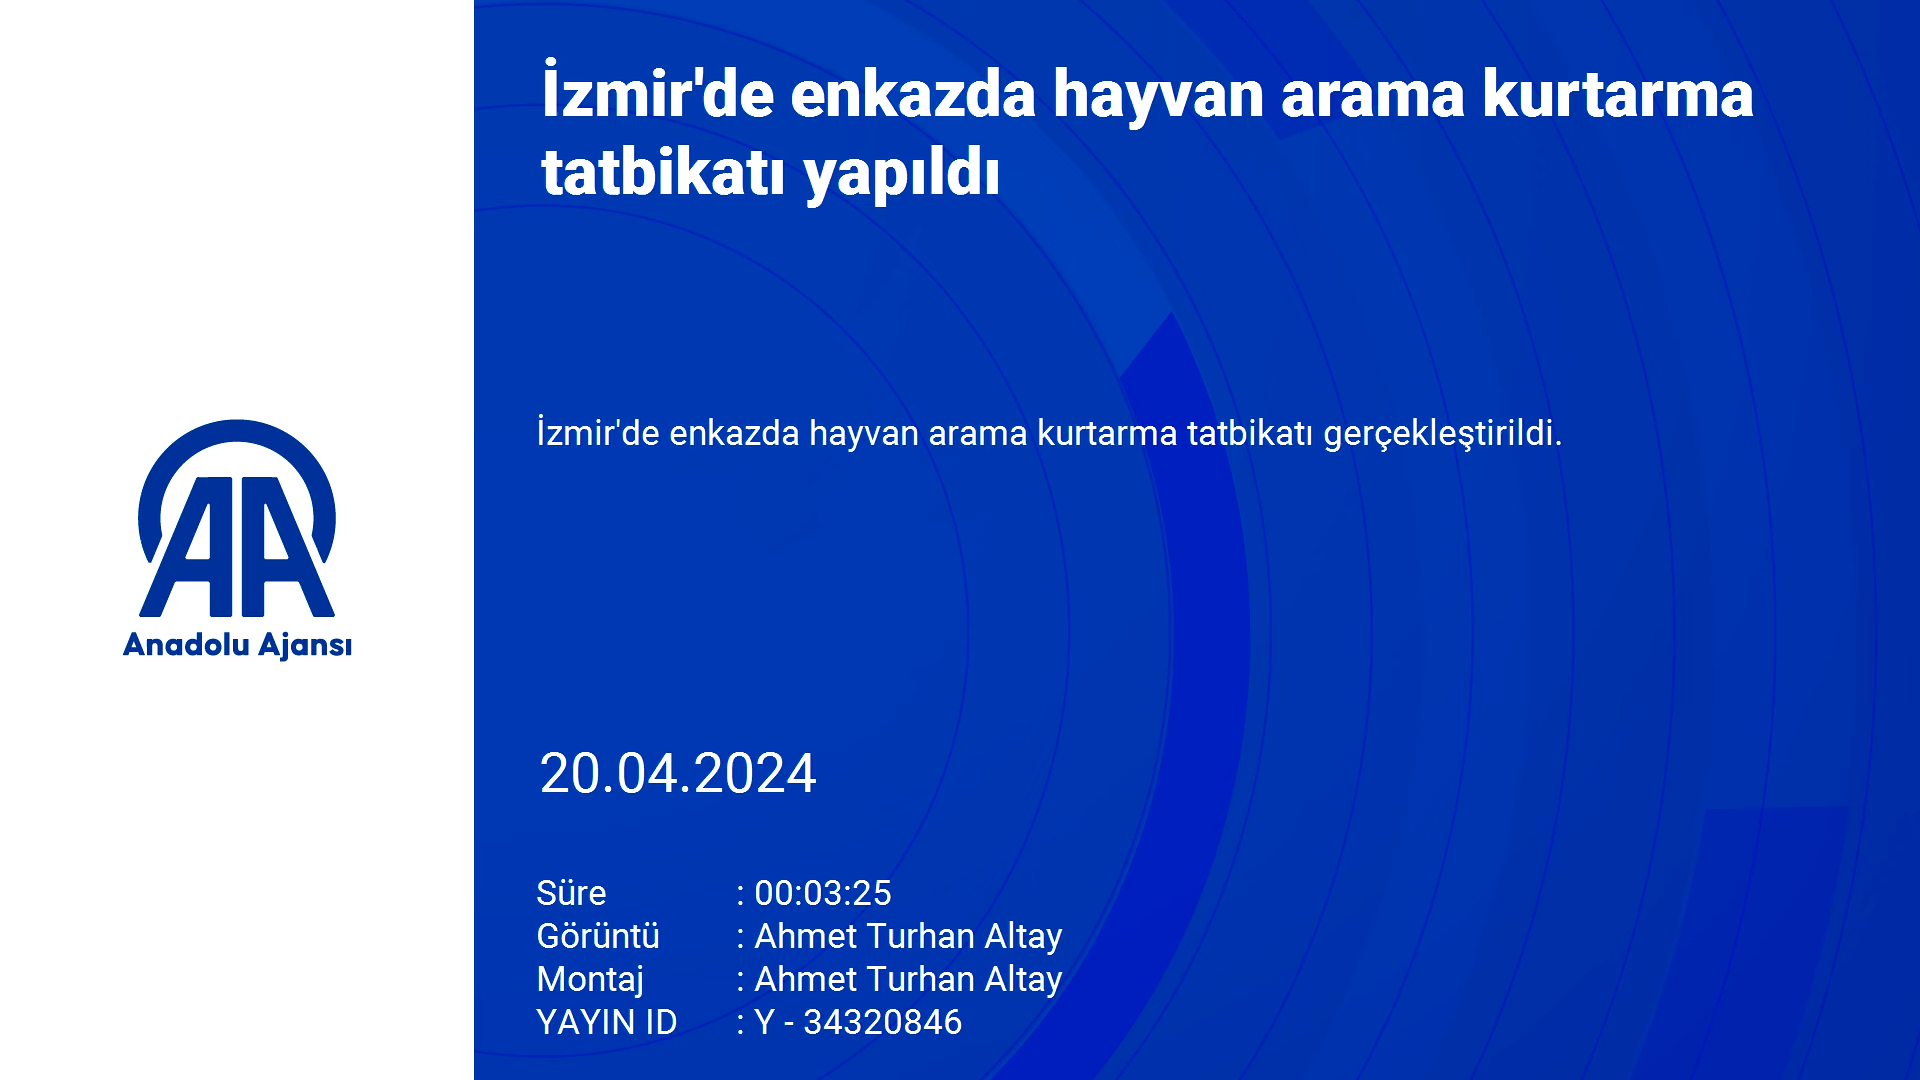 AA
Anadolu Ajansı
İzmir'de enkazda hayvan arama kurtarma
tatbikatı yapıldı
İzmir'de enkazda hayvan arama kurtarma tatbikatı gerçekleştirildi.
20.04.2024
Süre : 00:03:25
Görüntü : Ahmet Turhan Altay
Montaj : Ahmet Turhan Altay
YAYIN ID : Y - 34320846